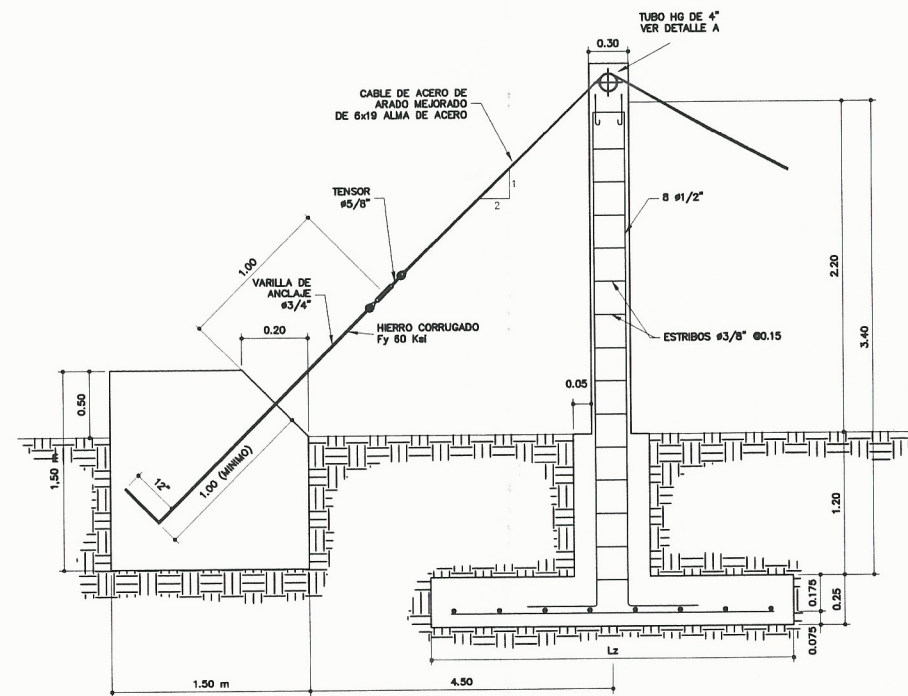 TUBO HG DE 4"
VER DETALLE A
0.30
CABLE DE ACERO DE
ARADO MEJORADO
DE 6x19 ALMA DE ACERO
1
2
TENSOR
ø5/8"
8 ø1/2"
2.20
1.00
VARILLA DE
ANCLAJE
ø3/4"
3.40
0.20
HIERRO CORRUGADO
Fy 60 Ksi
ESTRIBOS ø3/8" @0.15
0.05
0.50
1.50 m
1.00 (MINIMO)
12"
1.20
0.175
0.25
0.075
Lz
1.50 m
4.50